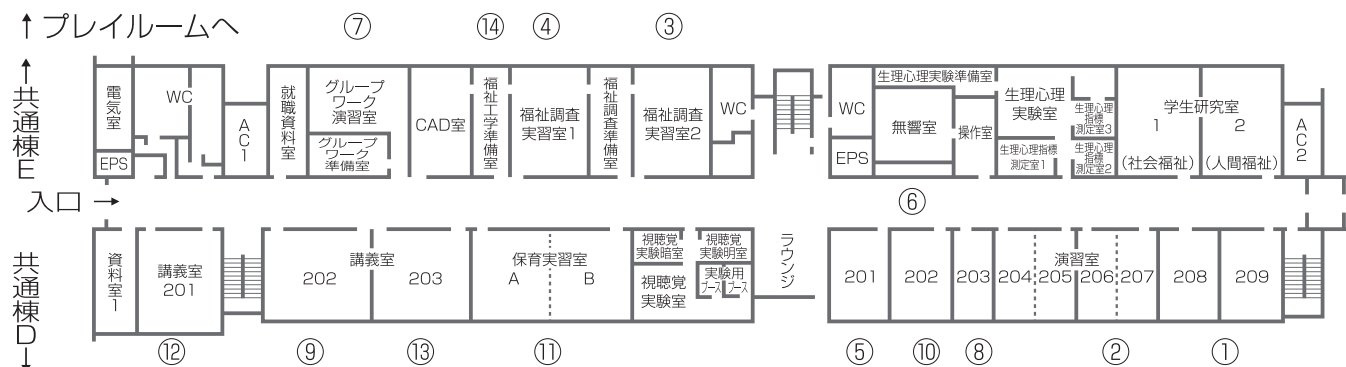 ↑ プレイルームへ
⑦
⑭
④
③
↑
共通棟E
電気室
EPS
WC
AC1
就職資料室
グループ
ワーク
演習室
グループ
ワーク
準備室
CAD室
福祉工学準備室
福祉調査
実習室1
福祉調査準備室
福祉調査
実習室2
WC
WC
EPS
生理心理実験準備室
無響室
操作室
生理心理
実験室
生理心理指標
測定室1
生理心理
指標
測定室3
生理心理
指標
測定室2
学生研究室
1 2
(社会福祉) (人間福祉)
AC2
入口 →
⑥
共通棟D
↓
資料室1
講義室
201
講義室
202 203
保育実習室
A B
視聴覚
実験暗室
視聴覚
実験明室
視聴覚
実験室
実験用
ブース ブース
ラウンジ
演習室
201 202 203 204 205 206 207 208 209
⑫
⑨
⑬
⑪
⑤
⑩
⑧
②
①